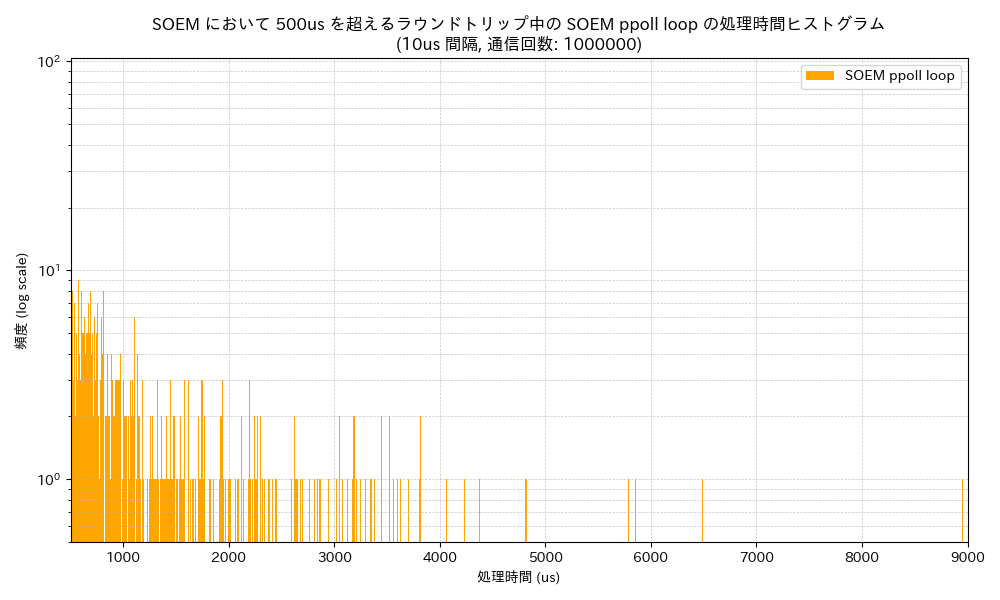 SOEM において 500us を超えるラウンドトリップ中の SOEM ppoll loop の処理時間ヒストグラム
(10us 間隔, 通信回数: 1000000)
SOEM ppoll loop
10²
10¹
10⁰
頻度 (log scale)
1000 2000 3000 4000 5000 6000 7000 8000 9000
処理時間 (us)